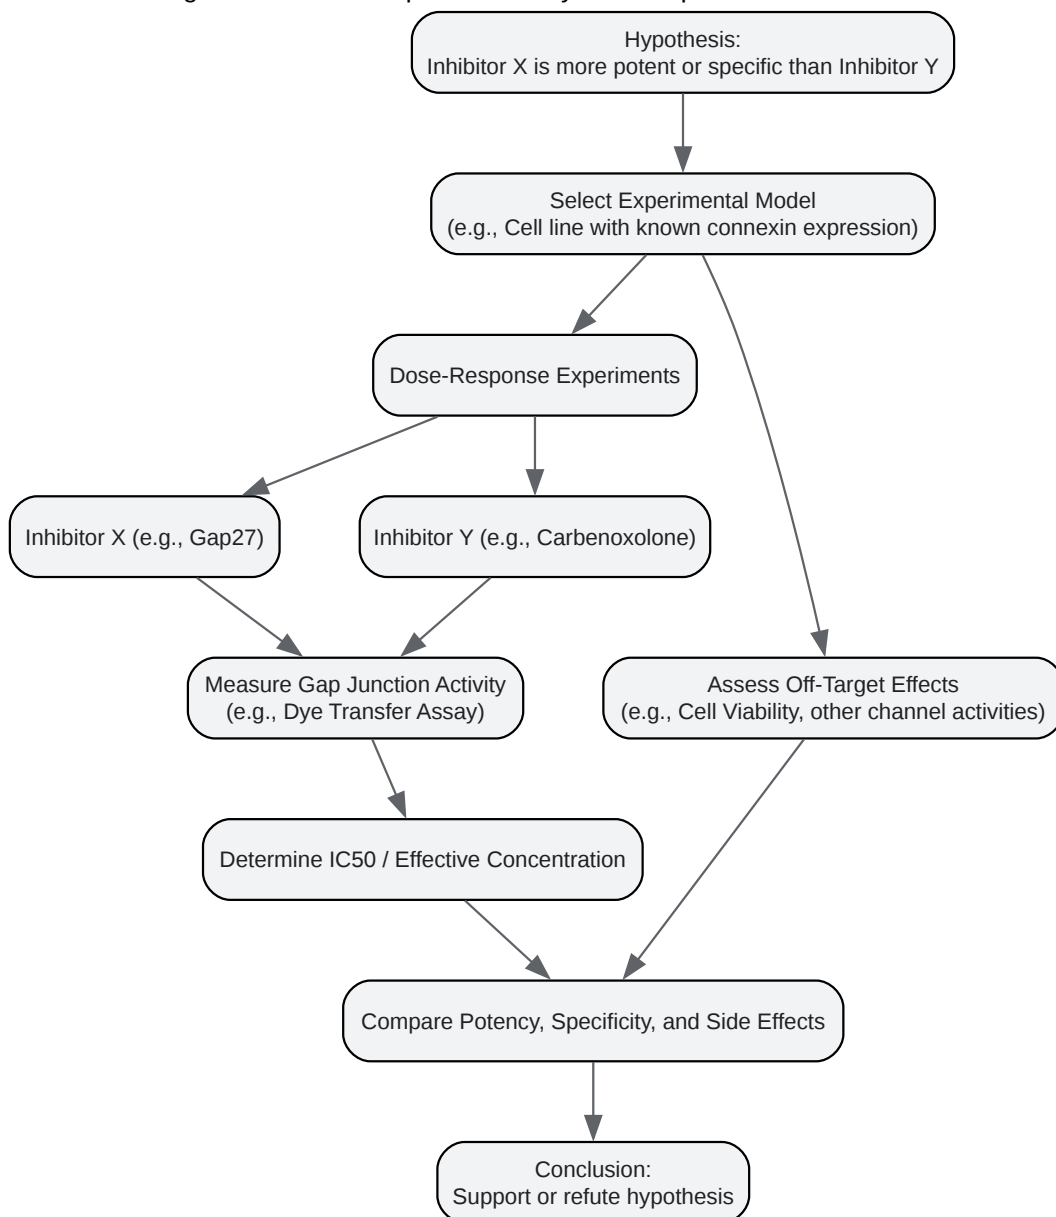 Hypothesis:
Inhibitor X is more potent or specific than Inhibitor Y
Select Experimental Model
(e.g., Cell line with known connexin expression)
Dose-Response Experiments
Inhibitor X (e.g., Gap27)
Inhibitor Y (e.g., Carbenoxolone)
Measure Gap Junction Activity
(e.g., Dye Transfer Assay)
Assess Off-Target Effects
(e.g., Cell Viability, other channel activities)
Determine IC50 / Effective Concentration
Compare Potency, Specificity, and Side Effects
Conclusion:
Support or refute hypothesis